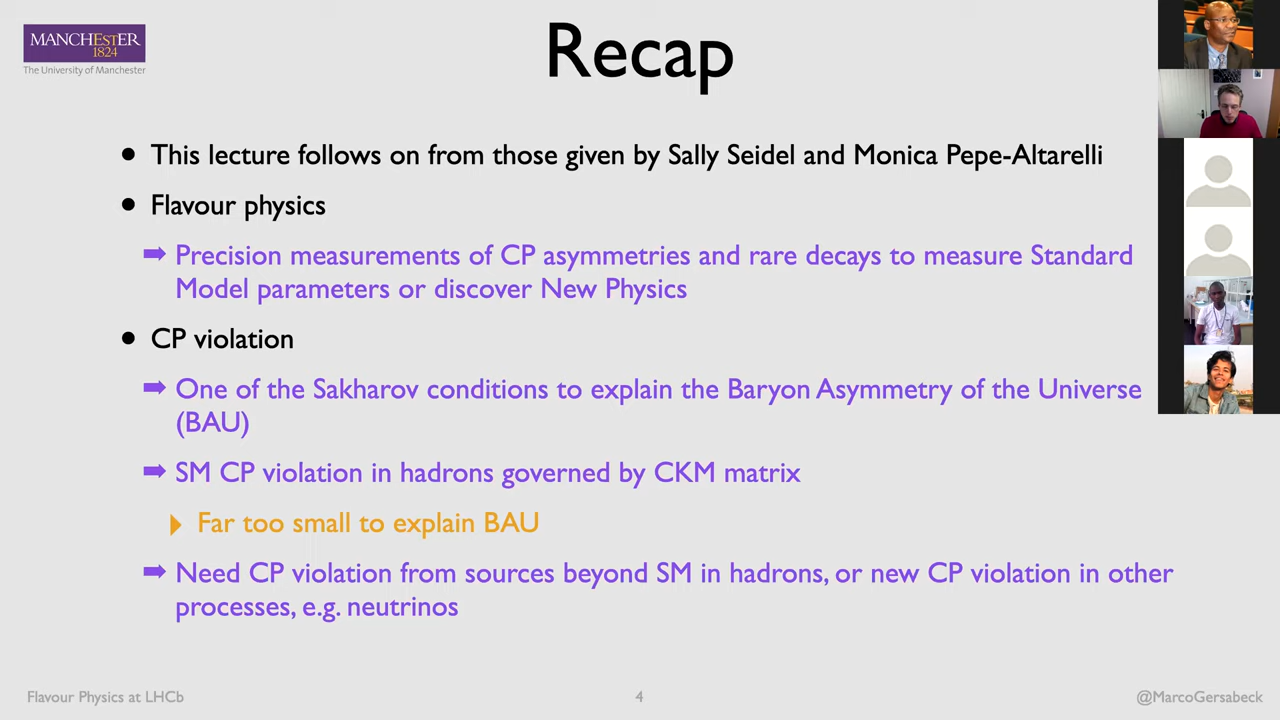 MANCHESTER
1824
The University of Manchester
Recap
• This lecture follows on from those given by Sally Seidel and Monica Pepe-Altarelli
• Flavour physics
➡ Precision measurements of CP asymmetries and rare decays to measure Standard
Model parameters or discover New Physics
• CP violation
➡ One of the Sakharov conditions to explain the Baryon Asymmetry of the Universe
(BAU)
➡ SM CP violation in hadrons governed by CKM matrix
‣ Far too small to explain BAU
➡ Need CP violation from sources beyond SM in hadrons, or new CP violation in other
processes, e.g. neutrinos
Flavour Physics at LHCb
4
@MarcoGersabeck